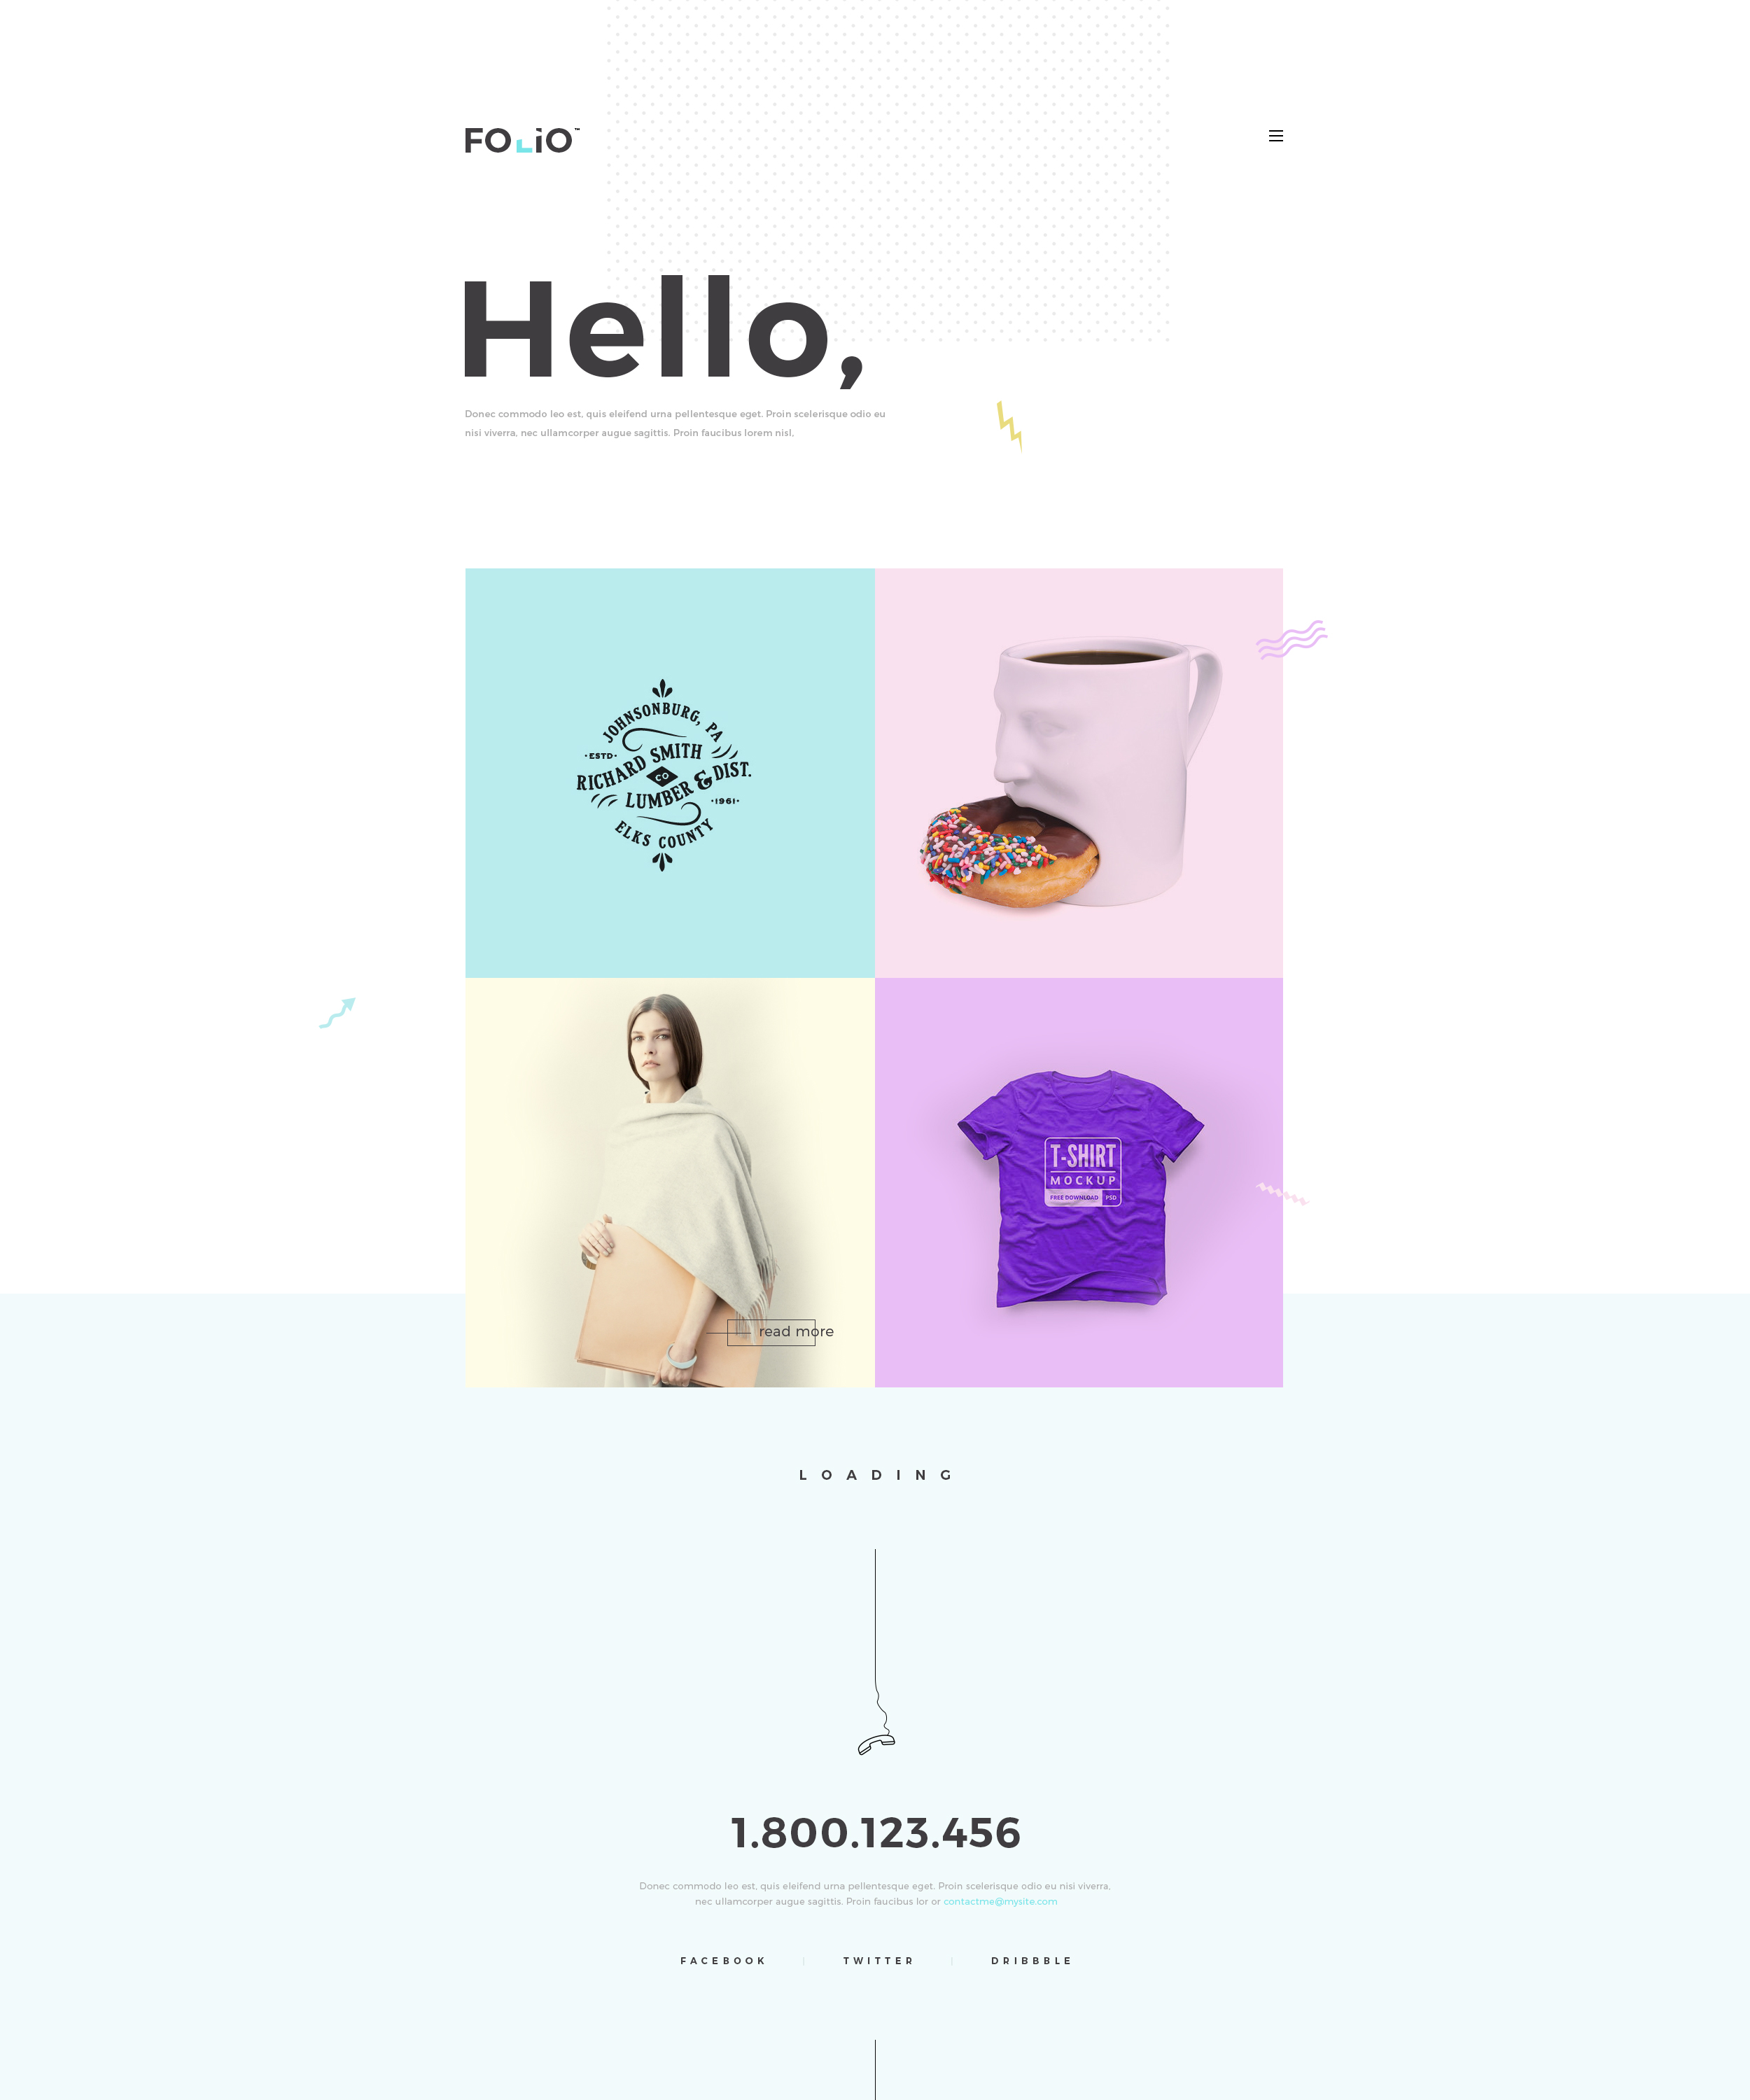 FOLiO™
Hello,
Donec commodo leo est, quis eleifend urna pellentesque eget. Proin scelerisque odio eu
nisi viverra, nec ullamcorper augue sagittis. Proin faucibus lorem nisl,
JOHNSONBURG, PA
• ESTD •
RICHARD SMITH
CO
LUMBER & DIST.
• 1961 •
ELKS COUNTY
T-SHIRT
MOCKUP
FREE DOWNLOAD PSD
read more
LOADING
1.800.123.456
Donec commodo leo est, quis eleifend urna pellentesque eget. Proin scelerisque odio eu nisi viverra,
nec ullamcorper augue sagittis. Proin faucibus lor or contactme@mysite.com
FACEBOOK | TWITTER | DRIBBBLE